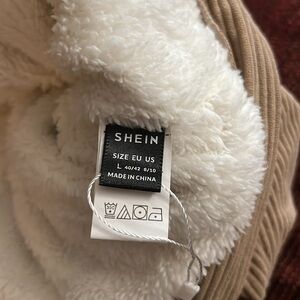 SHEIN
SIZE EU US
L 40/42 8/10
MADE IN CHINA